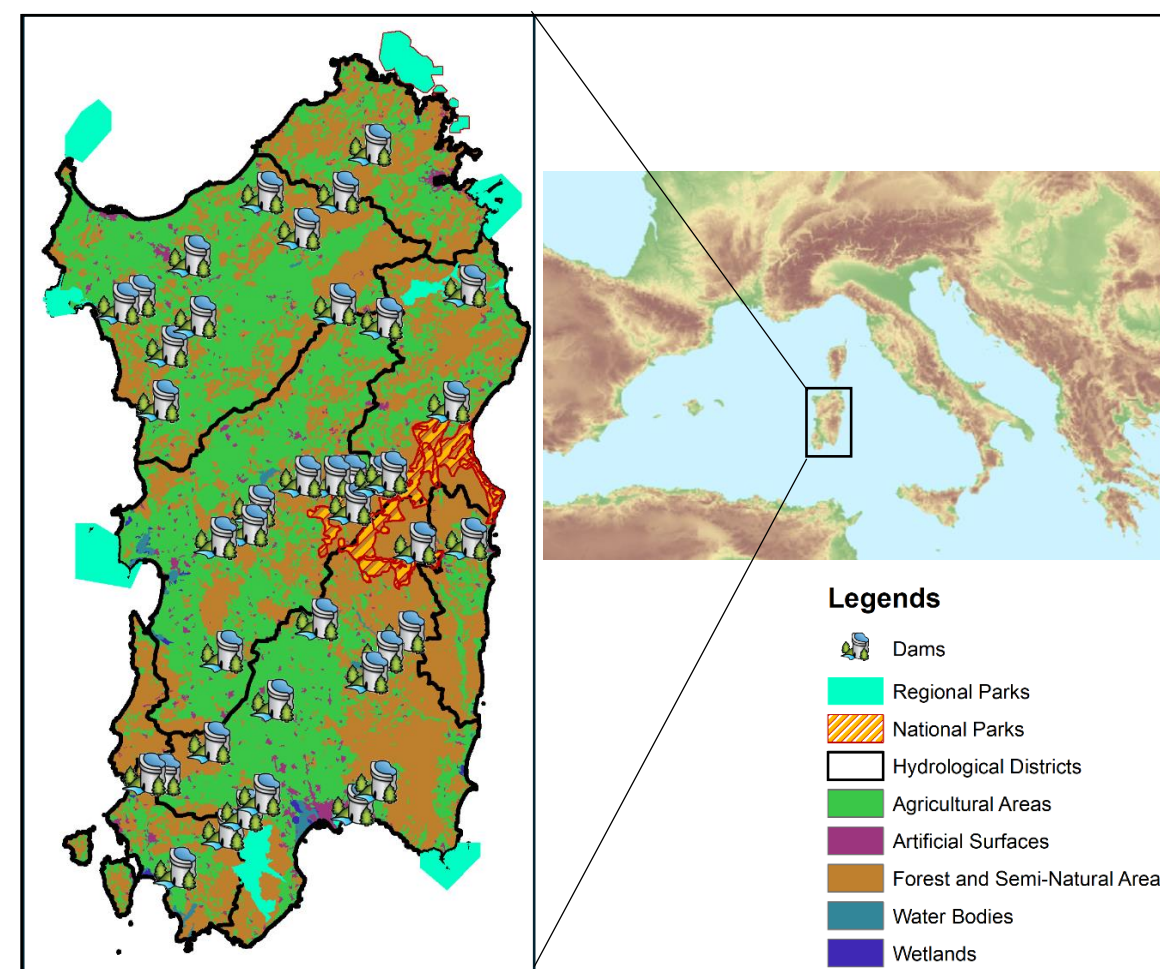 Legends
Dams
Regional Parks
National Parks
Hydrological Districts
Agricultural Areas
Artificial Surfaces
Forest and Semi-Natural Area
Water Bodies
Wetlands